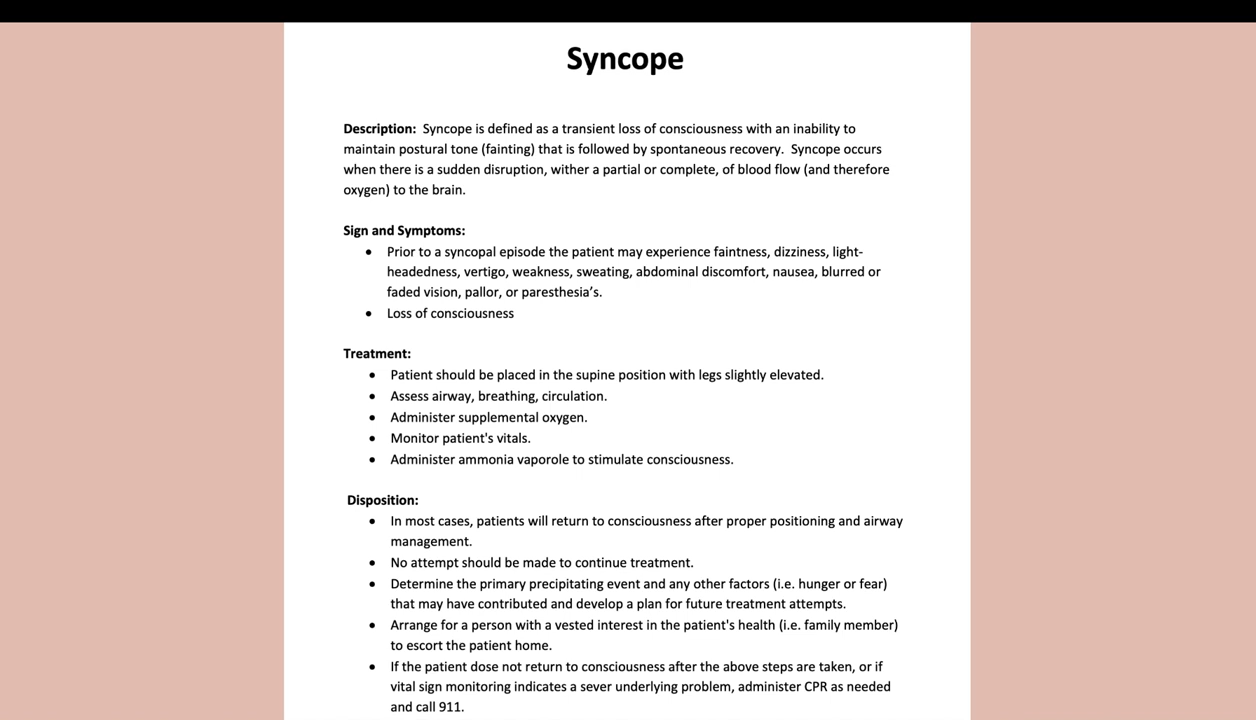 Syncope
Description: Syncope is defined as a transient loss of consciousness with an inability to
maintain postural tone (fainting) that is followed by spontaneous recovery. Syncope occurs
when there is a sudden disruption, wither a partial or complete, of blood flow (and therefore
oxygen) to the brain.
Sign and Symptoms:
• Prior to a syncopal episode the patient may experience faintness, dizziness, light-
headedness, vertigo, weakness, sweating, abdominal discomfort, nausea, blurred or
faded vision, pallor, or paresthesia’s.
• Loss of consciousness
Treatment:
• Patient should be placed in the supine position with legs slightly elevated.
• Assess airway, breathing, circulation.
• Administer supplemental oxygen.
• Monitor patient's vitals.
• Administer ammonia vaporole to stimulate consciousness.
Disposition:
• In most cases, patients will return to consciousness after proper positioning and airway
management.
• No attempt should be made to continue treatment.
• Determine the primary precipitating event and any other factors (i.e. hunger or fear)
that may have contributed and develop a plan for future treatment attempts.
• Arrange for a person with a vested interest in the patient's health (i.e. family member)
to escort the patient home.
• If the patient dose not return to consciousness after the above steps are taken, or if
vital sign monitoring indicates a sever underlying problem, administer CPR as needed
and call 911.